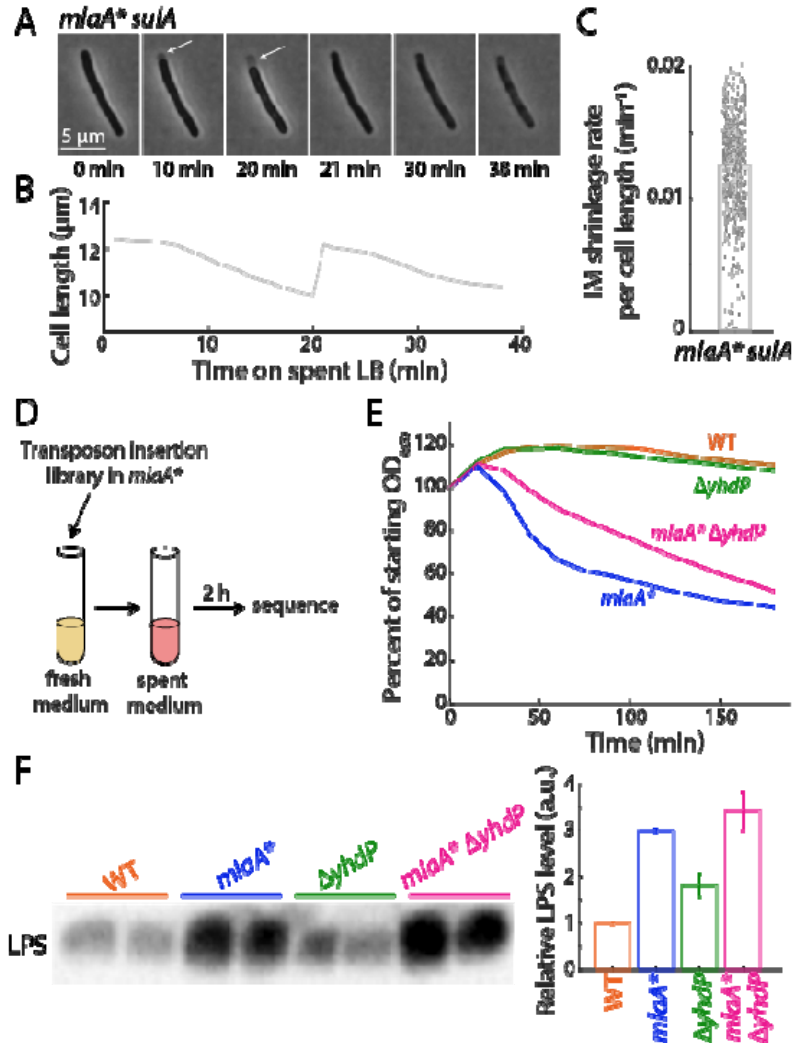 A
mlaA* sulA
5 µm
0 min 10 min 20 min 21 min 30 min 38 min
B
Cell length (µm)
14
12
10
0 10 20 30 40
Time on spent LB (min)
C
IM shrinkage rate
per cell length (min⁻¹)
0.02
0.01
0
mlaA* sulA
D
Transposon insertion
library in mlaA*
2 h
sequence
fresh
medium
spent
medium
E
Percent of starting OD₆₀₀
120
100
80
60
40
20
0
0 50 100 150
Time (min)
WT
ΔyhdP
mlaA* ΔyhdP
mlaA*
F
WT
mlaA*
ΔyhdP
mlaA* ΔyhdP
LPS
Relative LPS level (a.u.)
4
3
2
1
0
WT
mlaA*
ΔyhdP
mlaA*
ΔyhdP